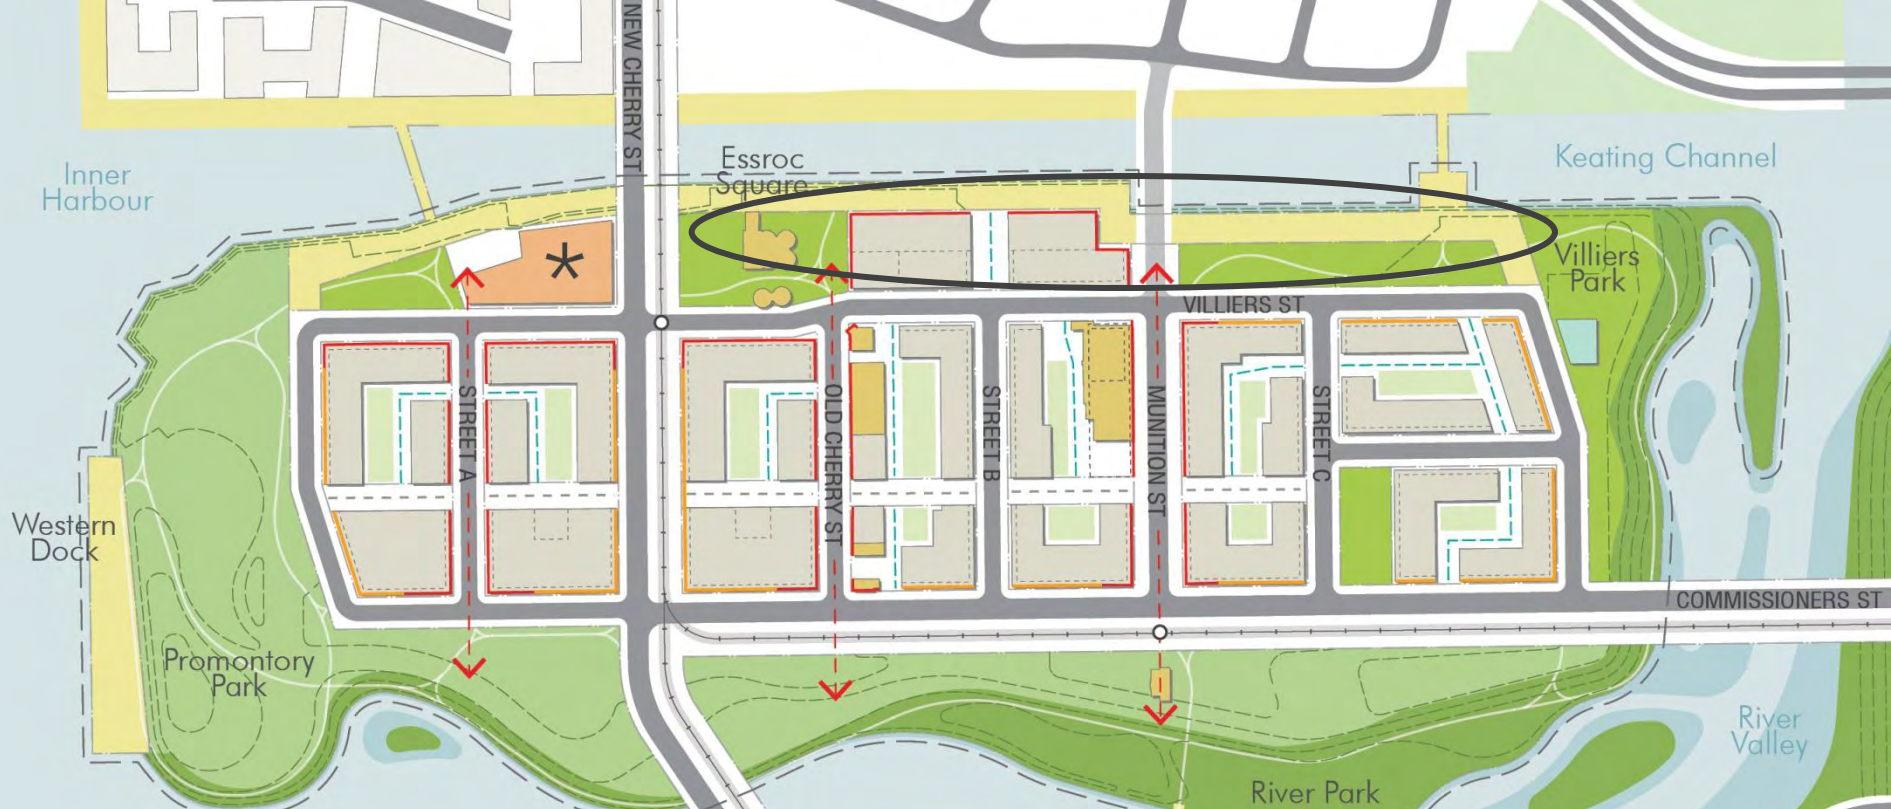 NEW CHERRY ST
Essroc
Square
Inner
Harbour
Keating Channel
*
Villiers
Park
VILLIERS ST
STREET A
OLD CHERRY ST
STREET B
MUNITION ST
STREET C
Western
Dock
COMMISSIONERS ST
Promontory
Park
River
Valley
River Park